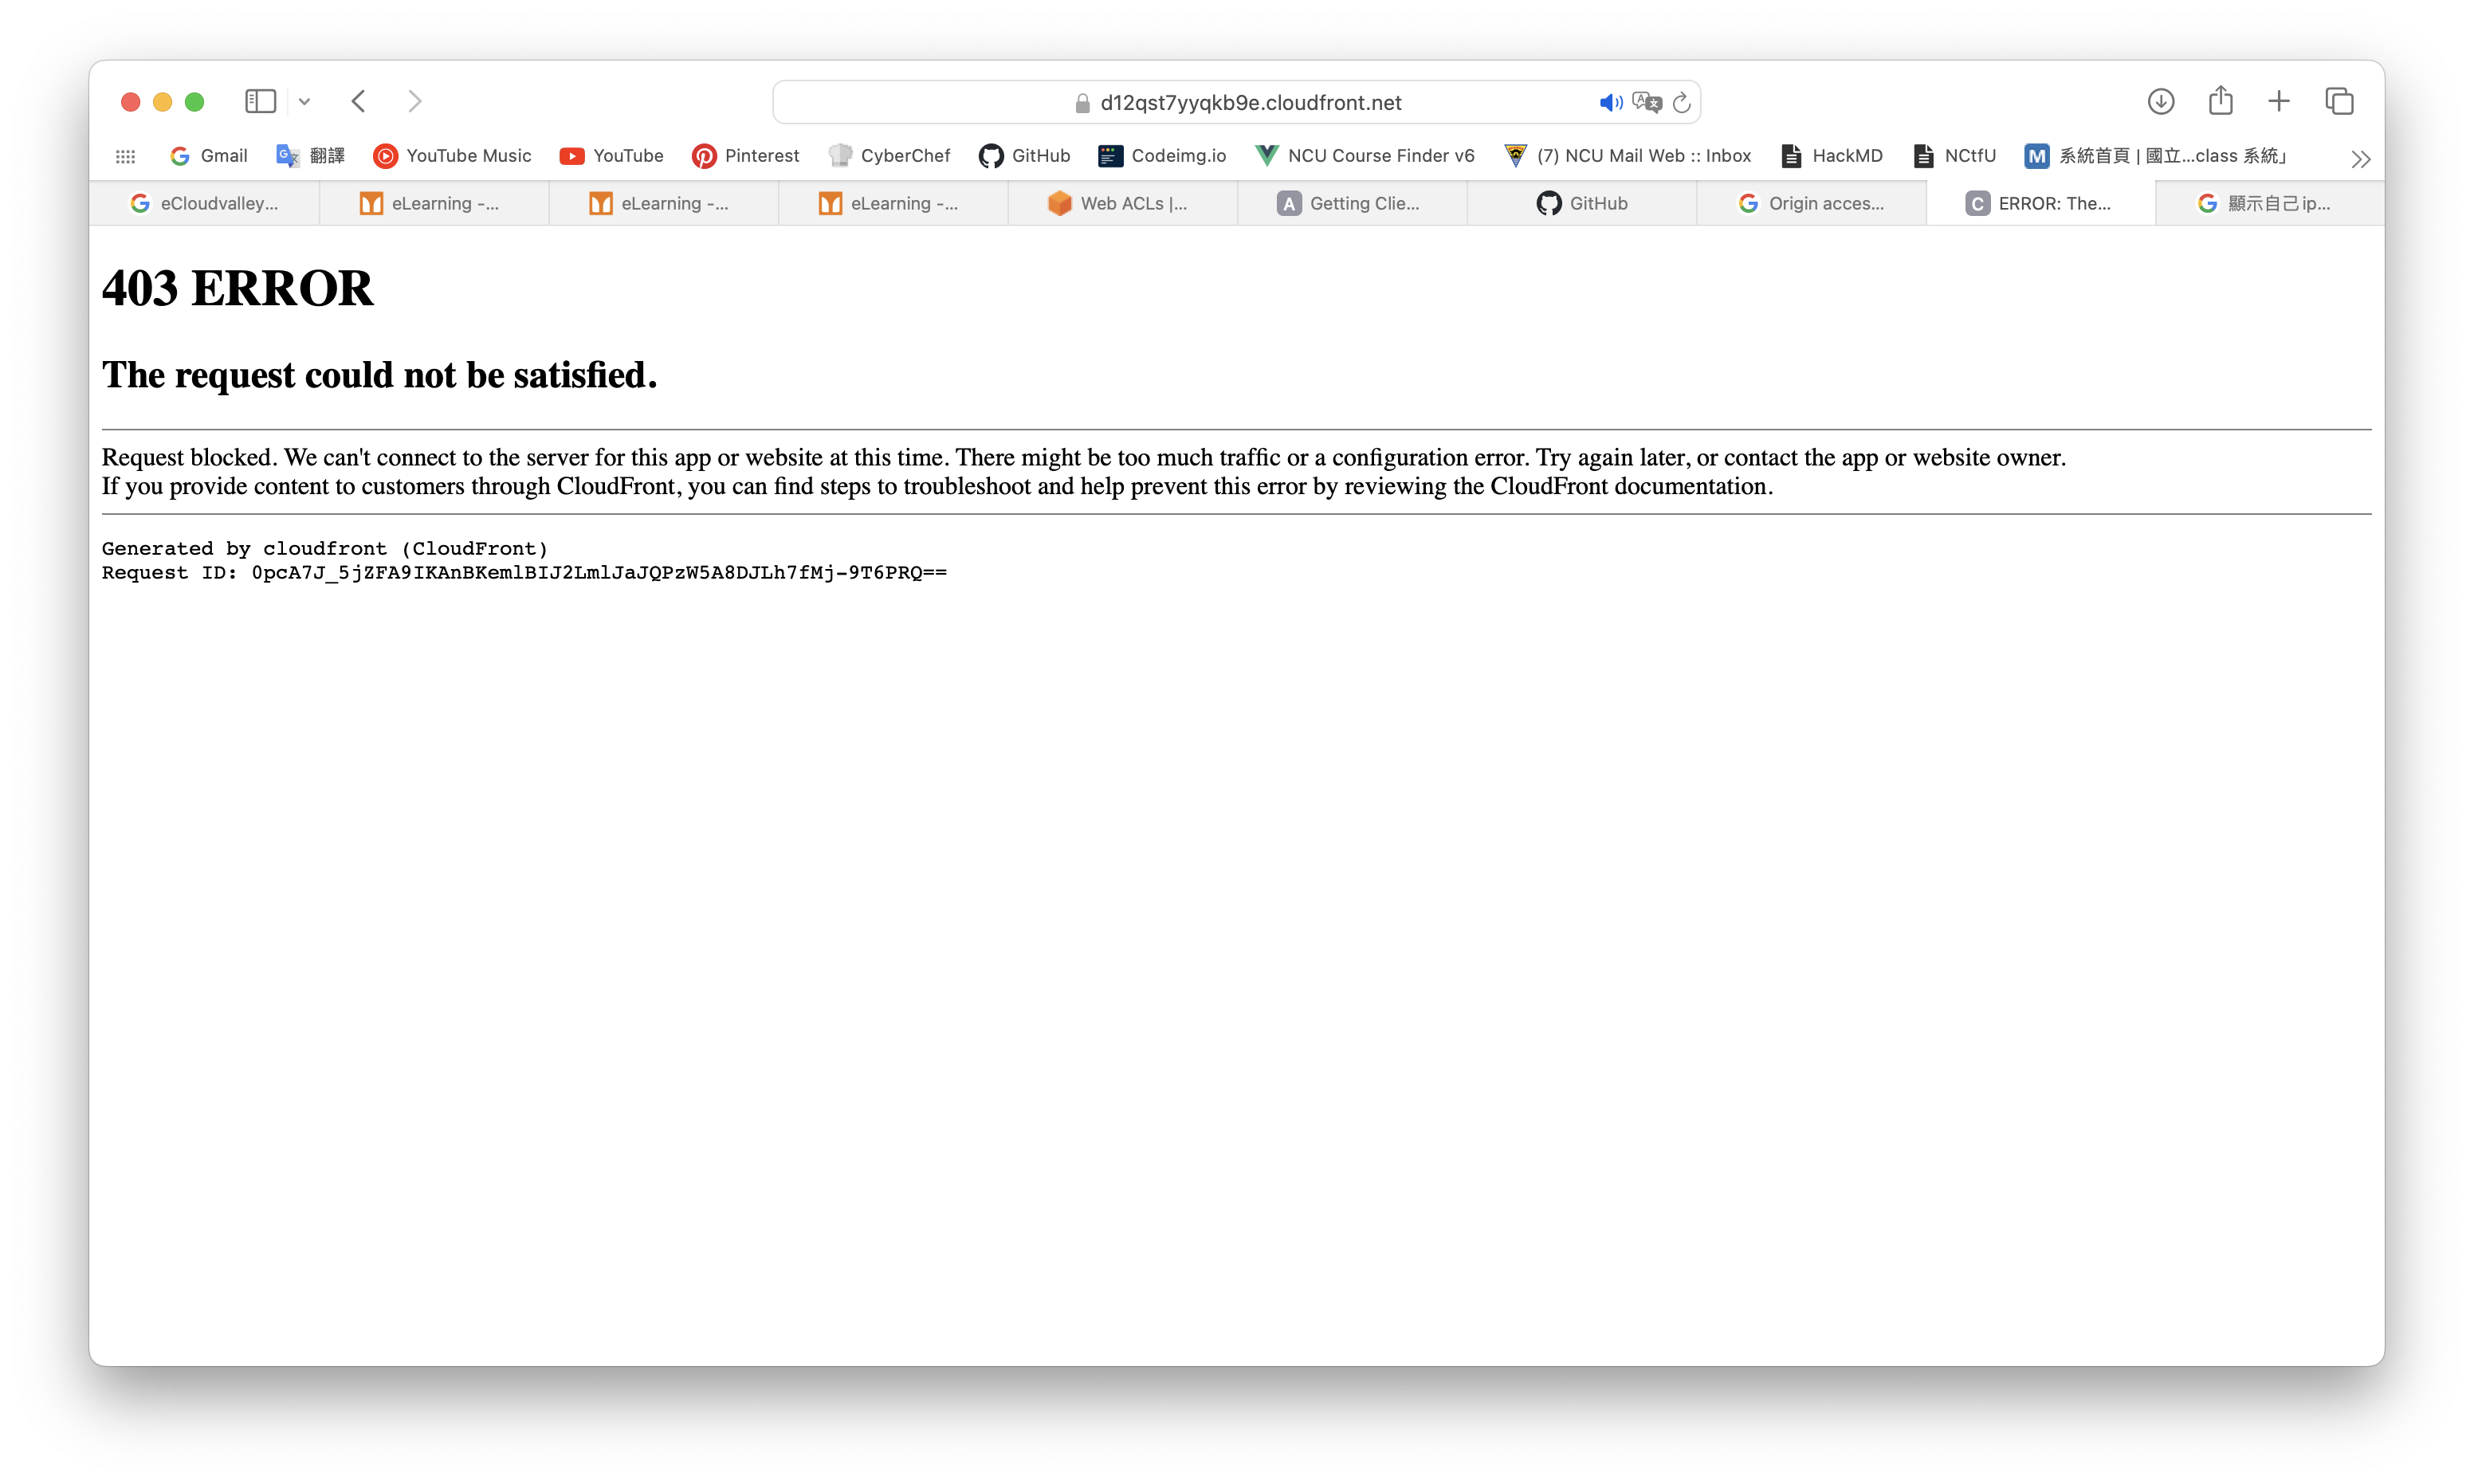 d12qst7yyqkb9e.cloudfront.net
Gmail 翻譯 YouTube Music YouTube Pinterest CyberChef GitHub Codeimg.io NCU Course Finder v6 (7) NCU Mail Web :: Inbox HackMD NCtfU M 系統首頁 | 國立...class 系統」
eCloudvalley... eLearning -... eLearning -... eLearning -... Web ACLs |... A Getting Clie... GitHub Origin acces... C ERROR: The... 顯示自己 ip...
403 ERROR
The request could not be satisfied.
Request blocked. We can't connect to the server for this app or website at this time. There might be too much traffic or a configuration error. Try again later, or contact the app or website owner.
If you provide content to customers through CloudFront, you can find steps to troubleshoot and help prevent this error by reviewing the CloudFront documentation.
Generated by cloudfront (CloudFront)
Request ID: 0pcA7J_5jZFA9IKAnBKemlBIJ2LmlJaJQPzW5A8DJLh7fMj-9T6PRQ==